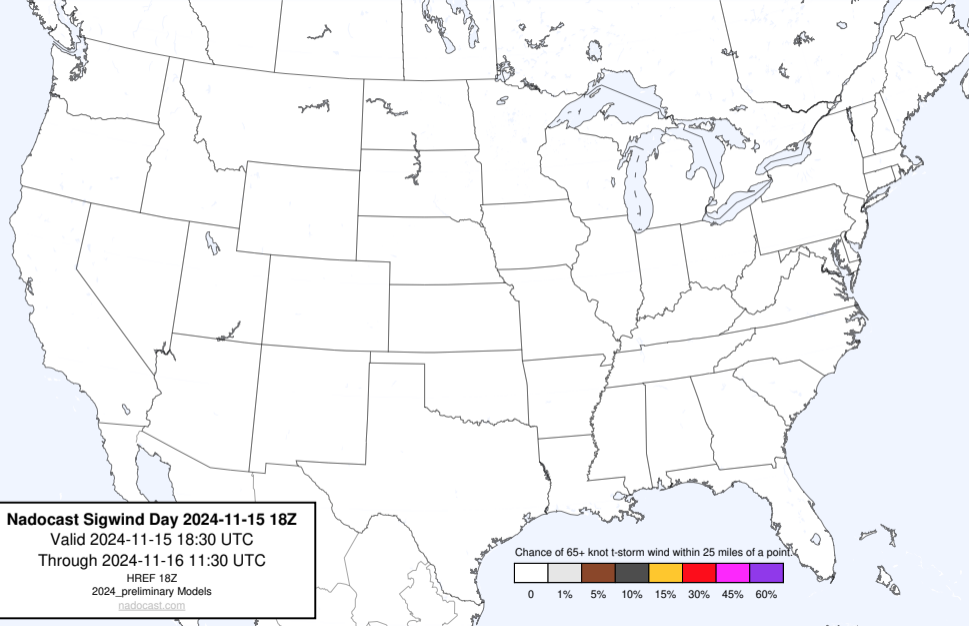 Nadocast Sigwind Day 2024-11-15 18Z
Valid 2024-11-15 18:30 UTC
Through 2024-11-16 11:30 UTC
HREF 18Z
2024_preliminary Models
nadocast.com
Chance of 65+ knot t-storm wind within 25 miles of a point.
0 1% 5% 10% 15% 30% 45% 60%